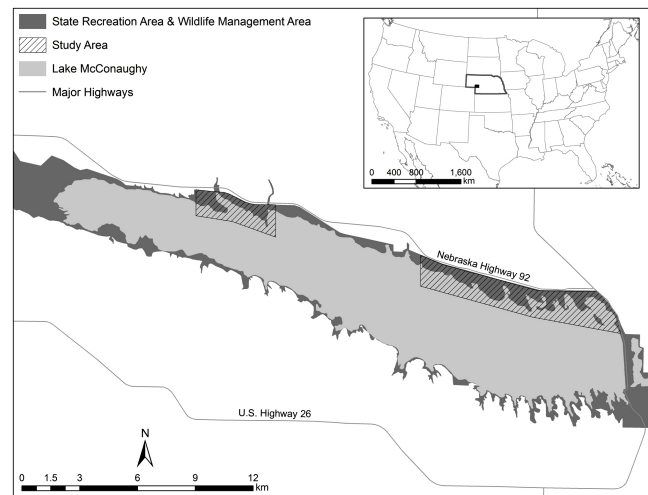 State Recreation Area & Wildlife Management Area
Study Area
Lake McConaughy
Major Highways
0 400 800 1,600
km
Nebraska Highway 92
U.S. Highway 26
N
0 1.5 3 6 9 12
km